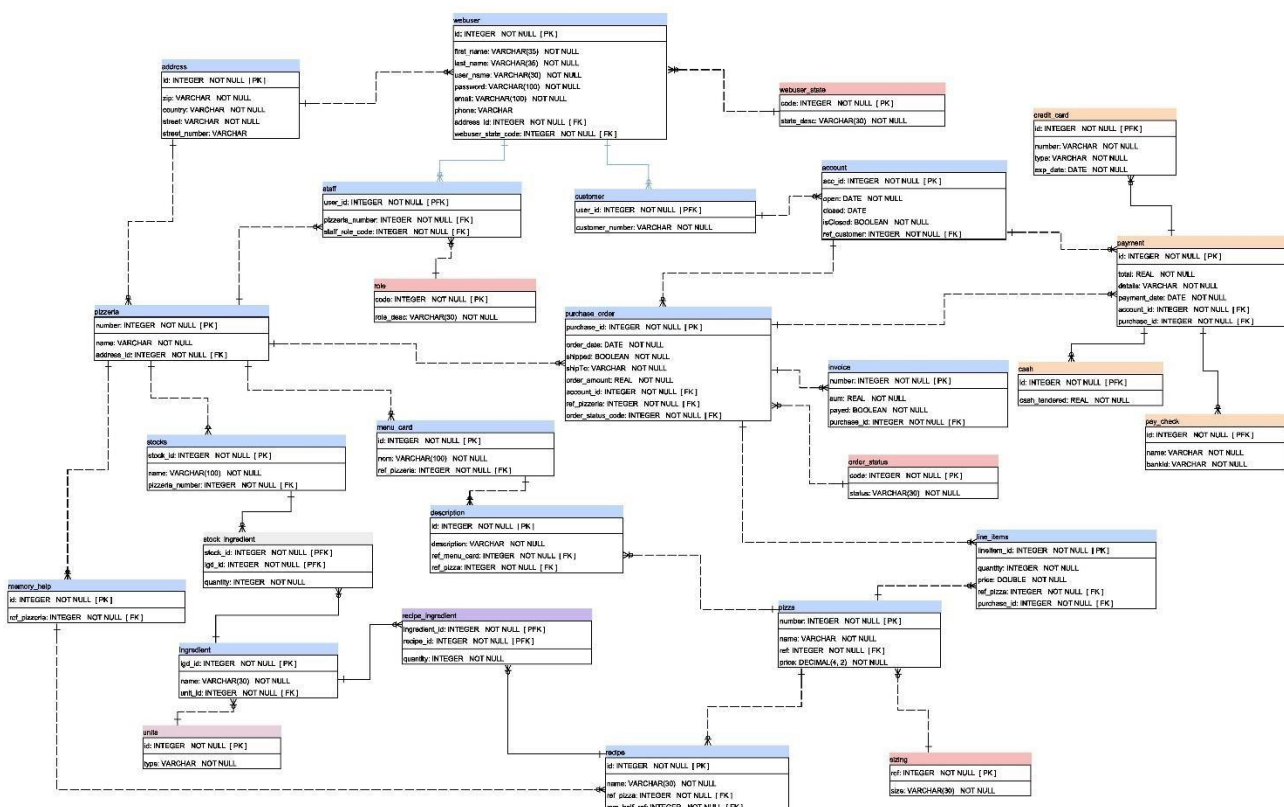 webuser
id: INTEGER NOT NULL [ PK ]
first_name: VARCHAR(35) NOT NULL
last_name: VARCHAR(35) NOT NULL
user_name: VARCHAR(30) NOT NULL
password: VARCHAR(100) NOT NULL
email: VARCHAR(100) NOT NULL
phone: VARCHAR
address id: INTEGER NOT NULL [ FK ]
webuser_state_code: INTEGER NOT NULL [ FK ]
address
id: INTEGER NOT NULL [ PK ]
zip: VARCHAR NOT NULL
country: VARCHAR NOT NULL
street: VARCHAR NOT NULL
street_number: VARCHAR
webuser_state
code: INTEGER NOT NULL [ PK ]
state_desc: VARCHAR(30) NOT NULL
credit_card
id: INTEGER NOT NULL [ PFK ]
number: VARCHAR NOT NULL
type: VARCHAR NOT NULL
exp_date: DATE NOT NULL
staff
user_id: INTEGER NOT NULL [ PFK ]
pizzeria_number: INTEGER NOT NULL [ FK ]
staff_role_code: INTEGER NOT NULL [ FK ]
customer
user_id: INTEGER NOT NULL [ PFK ]
customer_number: VARCHAR NOT NULL
account
acc_id: INTEGER NOT NULL [ PK ]
open: DATE NOT NULL
closed: DATE
isClosed: BOOLEAN NOT NULL
ref_customer: INTEGER NOT NULL [ FK ]
payment
id: INTEGER NOT NULL [ PK ]
total: REAL NOT NULL
details: VARCHAR NOT NULL
payment_date: DATE NOT NULL
account_id: INTEGER NOT NULL [ FK ]
purchase_id: INTEGER NOT NULL [ FK ]
role
code: INTEGER NOT NULL [ PK ]
role_desc: VARCHAR(30) NOT NULL
pizzeria
number: INTEGER NOT NULL [ PK ]
name: VARCHAR NOT NULL
address_id: INTEGER NOT NULL [ FK ]
purchase_order
purchase_id: INTEGER NOT NULL [ PK ]
order_date: DATE NOT NULL
shipped: BOOLEAN NOT NULL
shipTo: VARCHAR NOT NULL
order_amount: REAL NOT NULL
account_id: INTEGER NOT NULL [ FK ]
ref_pizzeria: INTEGER NOT NULL [ FK ]
order_status_code: INTEGER NOT NULL [ FK ]
invoice
number: INTEGER NOT NULL [ PK ]
sum: REAL NOT NULL
payed: BOOLEAN NOT NULL
purchase_id: INTEGER NOT NULL [ FK ]
cash
id: INTEGER NOT NULL [ PFK ]
cash_tendered: REAL NOT NULL
pay_check
id: INTEGER NOT NULL [ PFK ]
name: VARCHAR NOT NULL
bankId: VARCHAR NOT NULL
stocks
stock_id: INTEGER NOT NULL [ PK ]
name: VARCHAR(100) NOT NULL
pizzeria_number: INTEGER NOT NULL [ FK ]
menu_card
id: INTEGER NOT NULL [ PK ]
nom: VARCHAR(100) NOT NULL
ref_pizzeria: INTEGER NOT NULL [ FK ]
order_status
code: INTEGER NOT NULL [ PK ]
status: VARCHAR(30) NOT NULL
description
id: INTEGER NOT NULL [ PK ]
description: VARCHAR NOT NULL
ref_menu_card: INTEGER NOT NULL [ FK ]
ref_pizza: INTEGER NOT NULL [ FK ]
stock_ingredient
stock_id: INTEGER NOT NULL [ PFK ]
igd_id: INTEGER NOT NULL [ PFK ]
quantity: INTEGER NOT NULL
line_items
lineItem_id: INTEGER NOT NULL [ PK ]
quantity: INTEGER NOT NULL
price: DOUBLE NOT NULL
ref_pizza: INTEGER NOT NULL [ FK ]
purchase_id: INTEGER NOT NULL [ FK ]
memory_help
id: INTEGER NOT NULL [ PK ]
ref_pizzeria: INTEGER NOT NULL [ FK ]
recipe_ingredient
ingredient_id: INTEGER NOT NULL [ PFK ]
recipe_id: INTEGER NOT NULL [ PFK ]
quantity: INTEGER NOT NULL
pizza
number: INTEGER NOT NULL [ PK ]
name: VARCHAR NOT NULL
ref: INTEGER NOT NULL [ FK ]
price: DECIMAL(4, 2) NOT NULL
ingredient
igd_id: INTEGER NOT NULL [ PK ]
name: VARCHAR(30) NOT NULL
unit_id: INTEGER NOT NULL [ FK ]
units
id: INTEGER NOT NULL [ PK ]
type: VARCHAR NOT NULL
recipe
id: INTEGER NOT NULL [ PK ]
name: VARCHAR(30) NOT NULL
ref_pizza: INTEGER NOT NULL [ FK ]
INTEGER NOT NULL [ FK ]
sizing
ref: INTEGER NOT NULL [ PK ]
size: VARCHAR(30) NOT NULL